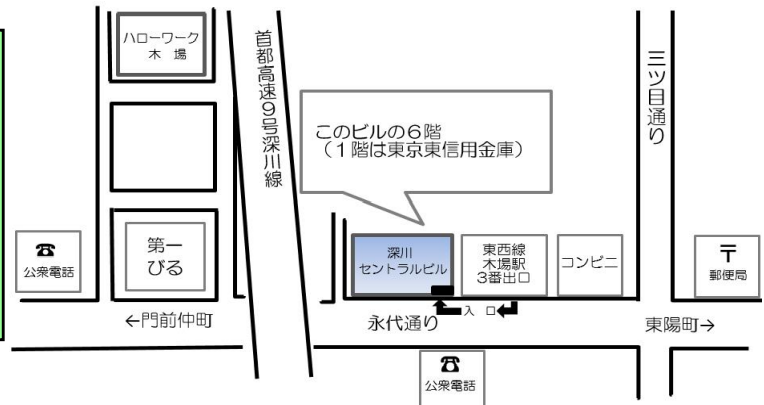 ハローワーク
木 場
首都高速9号深川線
三ツ目通り
このビルの6階
（1階は東京東信用金庫）
公衆電話
第一
びる
深川
セントラルビル
東西線
木場駅
3番出口
コンビニ
〒
郵便局
入 口
←門前仲町
永代通り
東陽町→
公衆電話